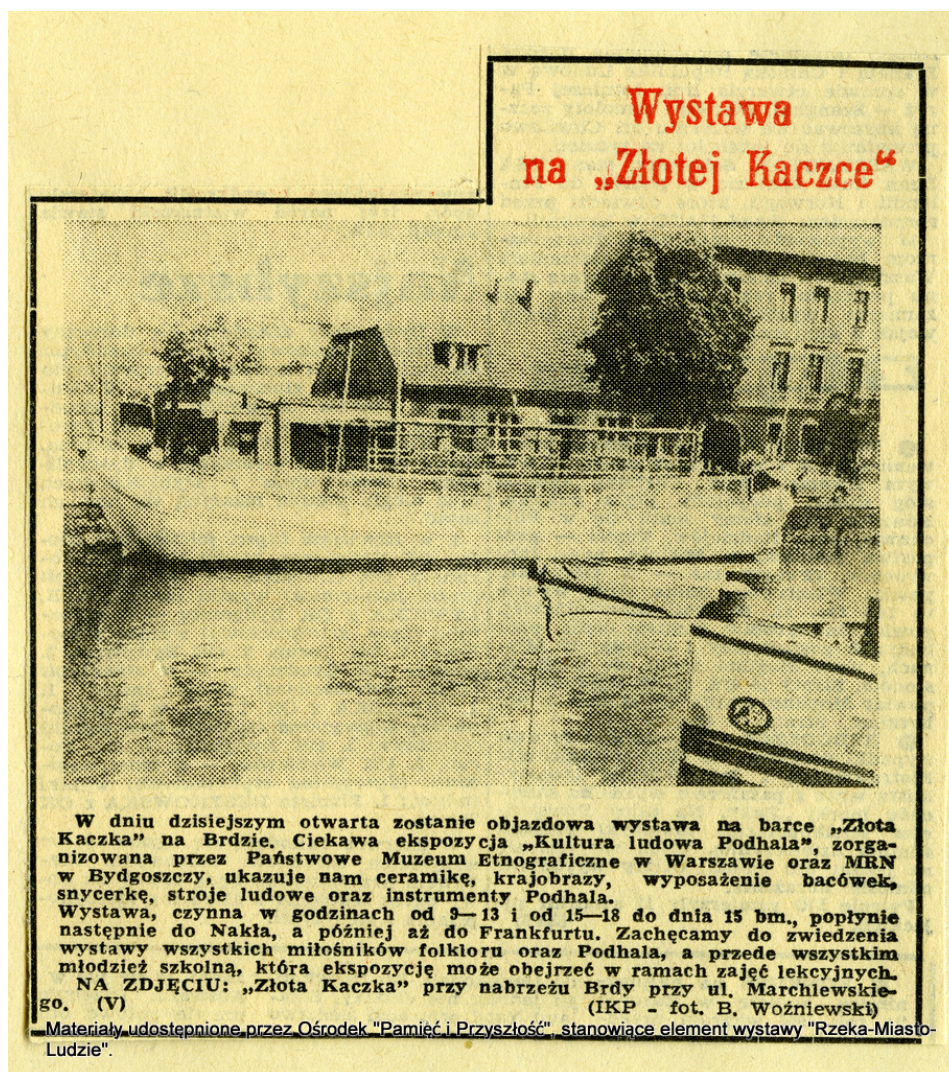 Wystawa
na „Złotej Kaczce“
W dniu dzisiejszym otwarta zostanie objazdowa wystawa na barce „Złota
Kaczka” na Brdzie. Ciekawa ekspozycja „Kultura ludowa Podhala”, zorga-
nizowana przez Państwowe Muzeum Etnograficzne w Warszawie oraz MRN
w Bydgoszczy, ukazuje nam ceramikę, krajobrazy, wyposażenie bacówek,
snycerkę, stroje ludowe oraz instrumenty Podhala.
Wystawa, czynna w godzinach od 9—13 i od 15—18 do dnia 15 bm., popłynie
następnie do Nakła, a później aż do Frankfurtu. Zachęcamy do zwiedzenia
wystawy wszystkich miłośników folkloru oraz Podhala, a przede wszystkim
młodzież szkolną, która ekspozycję może obejrzeć w ramach zajęć lekcyjnych.
NA ZDJĘCIU: „Złota Kaczka” przy nabrzeżu Brdy przy ul. Marchlewskie-
go. (V) (IKP - fot. B. Woźniewski)
Materiały udostępnione przez Ośrodek "Pamięć i Przyszłość", stanowiące element wystawy "Rzeka-Miasto-
Ludzie".